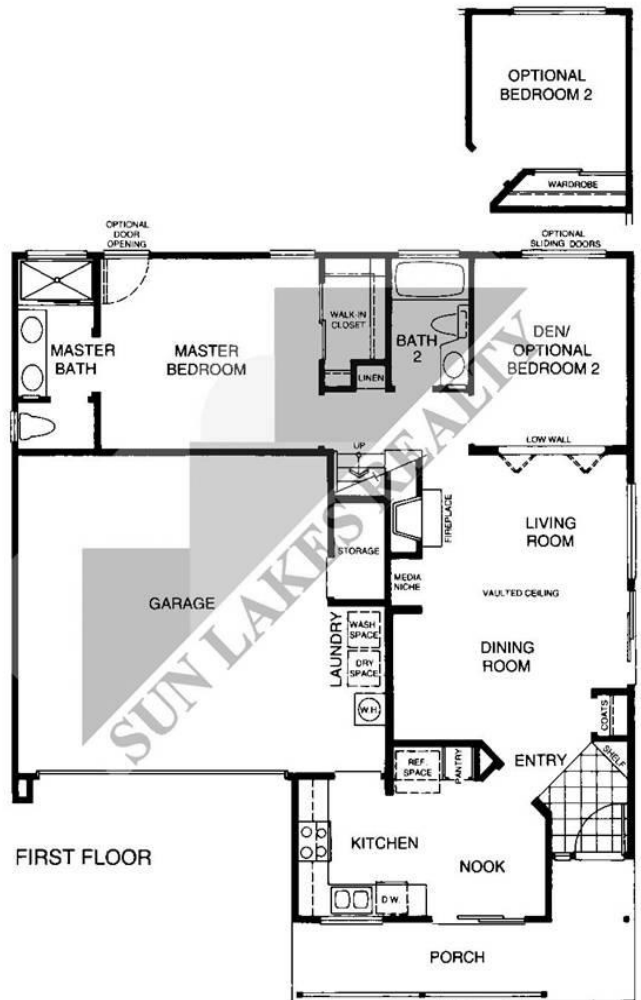 OPTIONAL
BEDROOM 2
WARDROBE
OPTIONAL
DOOR
OPENING
OPTIONAL
SLIDING DOORS
MASTER
BATH
MASTER
BEDROOM
WALK-IN
CLOSET
LINEN
BATH
2
DEN/
OPTIONAL
BEDROOM 2
LOW WALL
UP
FIREPLACE
LIVING
ROOM
STORAGE
MEDIA
NICHE
VAULTED CEILING
GARAGE
LAUNDRY
WASH
SPACE
DRY
SPACE
W.H.
DINING
ROOM
COATS
SHELF
ENTRY
REF.
SPACE
PANTRY
KITCHEN
NOOK
D.W.
FIRST FLOOR
PORCH
SUN LAKES REALTY